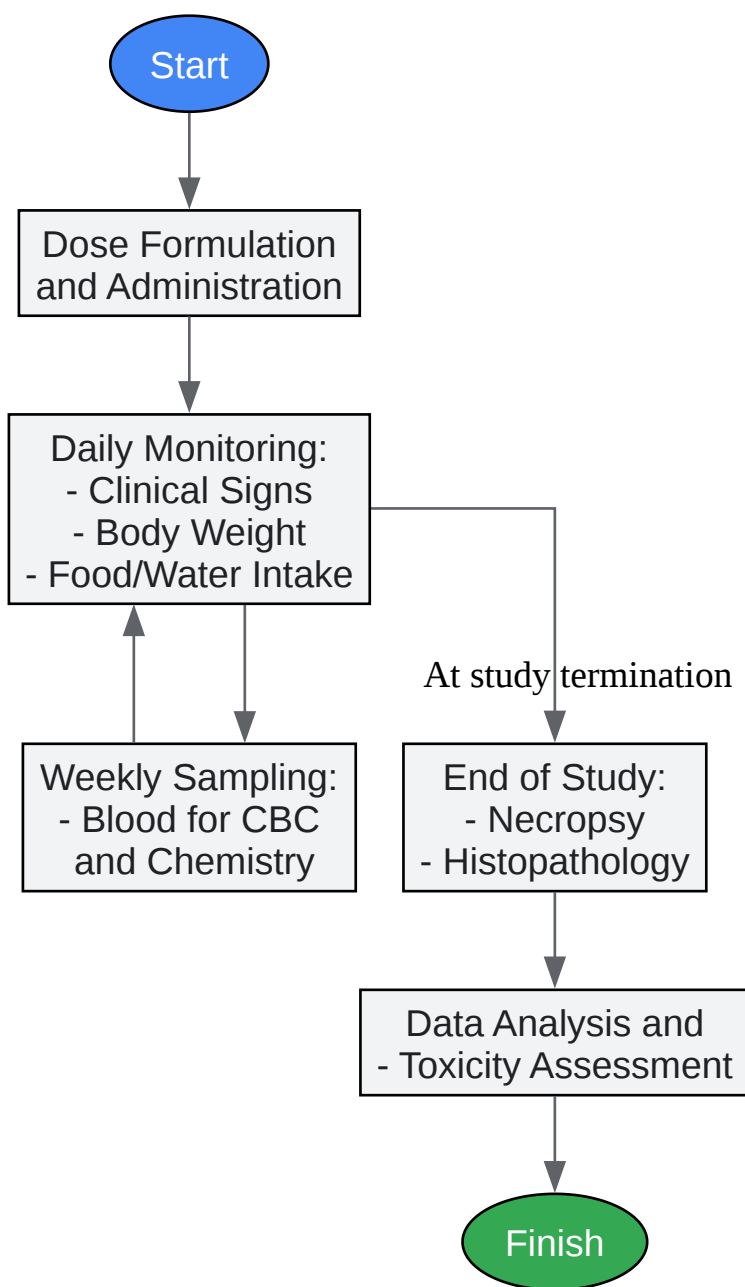 Start
Dose Formulation
and Administration
Daily Monitoring:
- Clinical Signs
- Body Weight
- Food/Water Intake
At study termination
Weekly Sampling:
- Blood for CBC
and Chemistry
End of Study:
- Necropsy
- Histopathology
Data Analysis and
- Toxicity Assessment
Finish